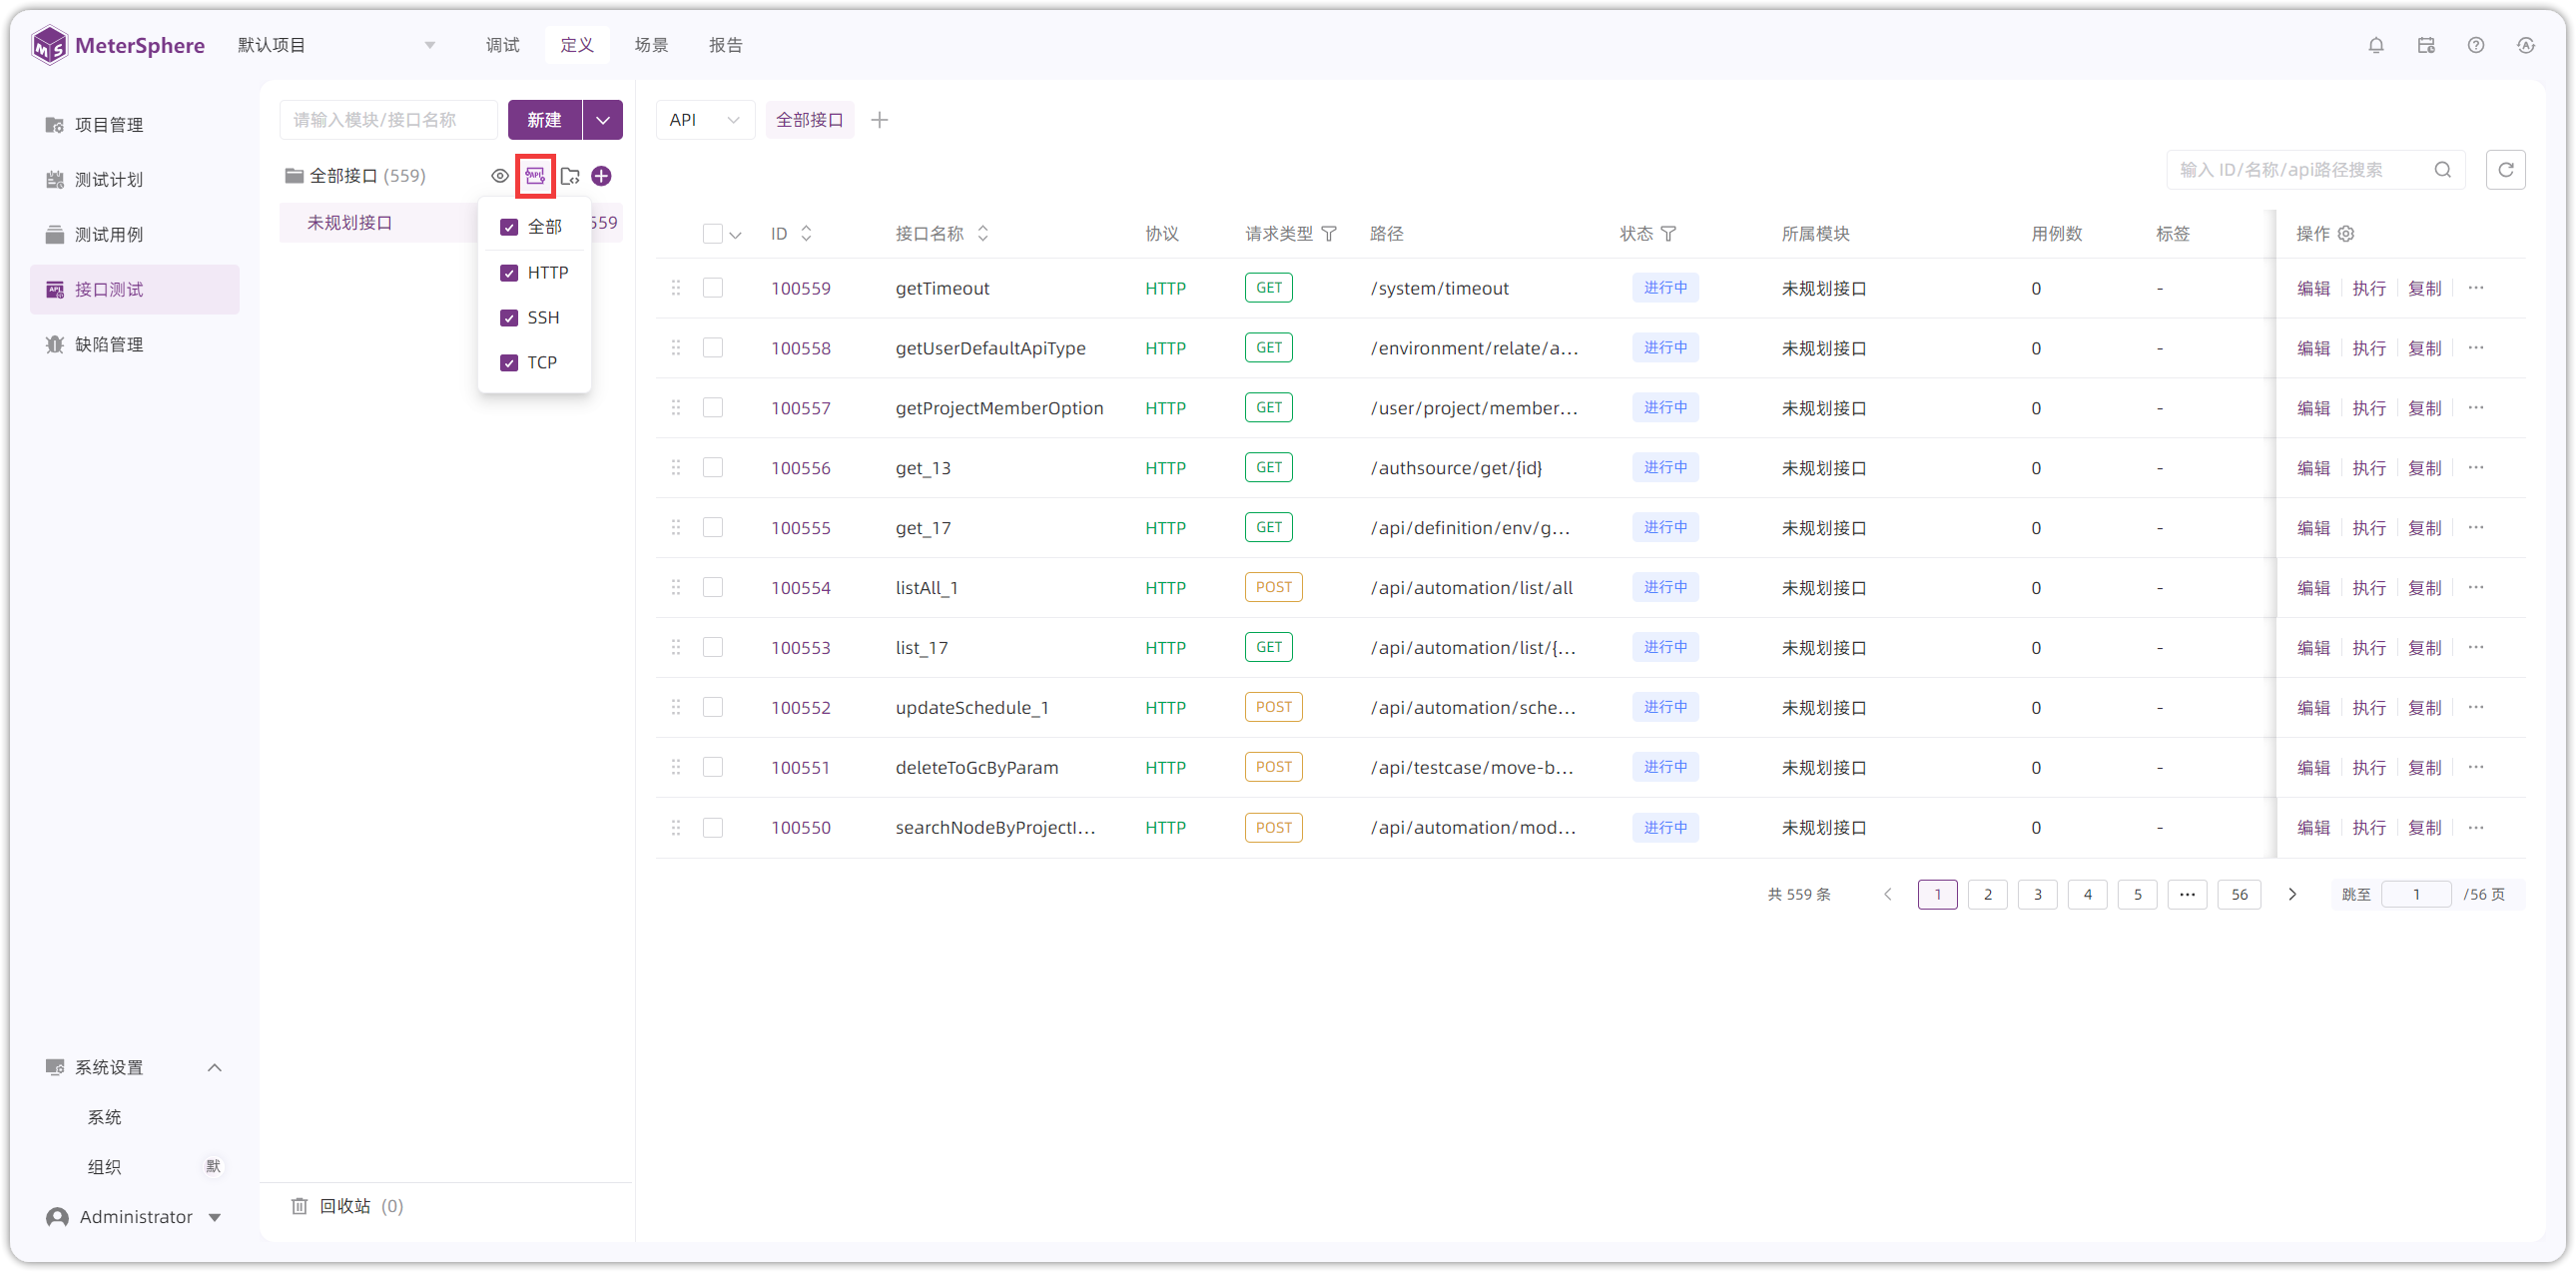 MeterSphere
默认项目
调试
定义
场景
报告
项目管理
测试计划
测试用例
接口测试
缺陷管理
系统设置
系统
组织
默
Administrator
请输入模块/接口名称
新建
全部接口 (559)
未规划接口
559
全部
HTTP
SSH
TCP
回收站 (0)
API
全部接口
输入 ID/名称/api路径搜索
ID 接口名称 协议 请求类型 路径 状态 所属模块 用例数 标签 操作
100559 getTimeout HTTP GET /system/timeout 进行中 未规划接口 0 - 编辑 执行 复制 ···
100558 getUserDefaultApiType HTTP GET /environment/relate/a... 进行中 未规划接口 0 - 编辑 执行 复制 ···
100557 getProjectMemberOption HTTP GET /user/project/member... 进行中 未规划接口 0 - 编辑 执行 复制 ···
100556 get_13 HTTP GET /authsource/get/{id} 进行中 未规划接口 0 - 编辑 执行 复制 ···
100555 get_17 HTTP GET /api/definition/env/g... 进行中 未规划接口 0 - 编辑 执行 复制 ···
100554 listAll_1 HTTP POST /api/automation/list/all 进行中 未规划接口 0 - 编辑 执行 复制 ···
100553 list_17 HTTP GET /api/automation/list/{... 进行中 未规划接口 0 - 编辑 执行 复制 ···
100552 updateSchedule_1 HTTP POST /api/automation/sche... 进行中 未规划接口 0 - 编辑 执行 复制 ···
100551 deleteToGcByParam HTTP POST /api/testcase/move-b... 进行中 未规划接口 0 - 编辑 执行 复制 ···
100550 searchNodeByProjectI... HTTP POST /api/automation/mod... 进行中 未规划接口 0 - 编辑 执行 复制 ···
共 559 条 1 2 3 4 5 ··· 56 跳至 1 /56 页